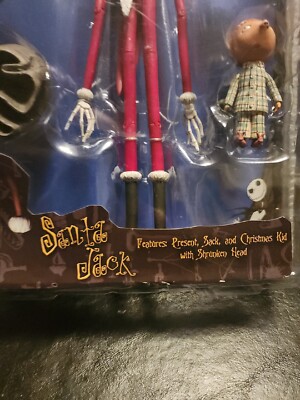 Santa
Jack
Features: Present, Sack, and Christmas Kid
with Shrunken Head